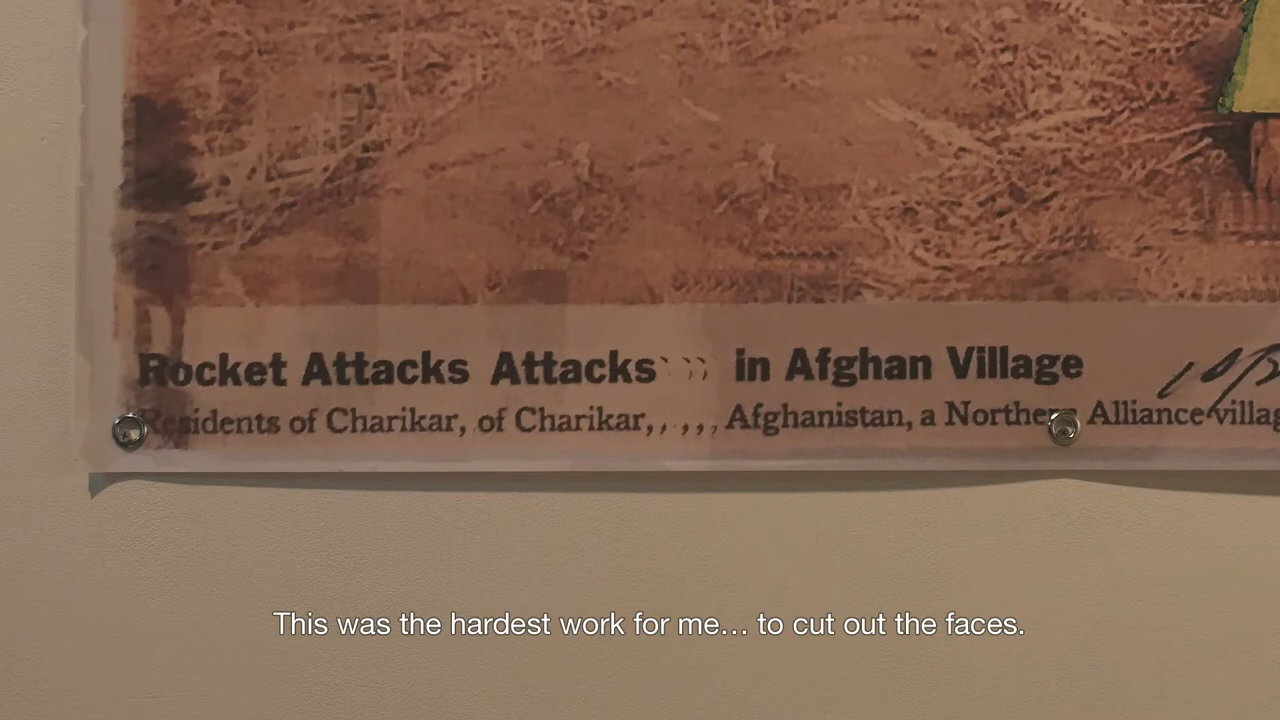 Rocket Attacks Attacks in Afghan Village
Residents of Charikar, of Charikar, , , , , Afghanistan, a Northern Alliance villag
This was the hardest work for me… to cut out the faces.